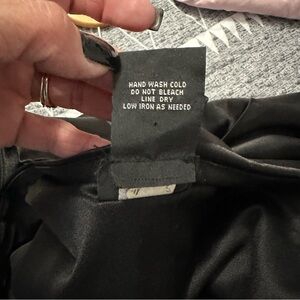 HAND WASH COLD
DO NOT BLEACH
LINE DRY
LOW IRON AS NEEDED